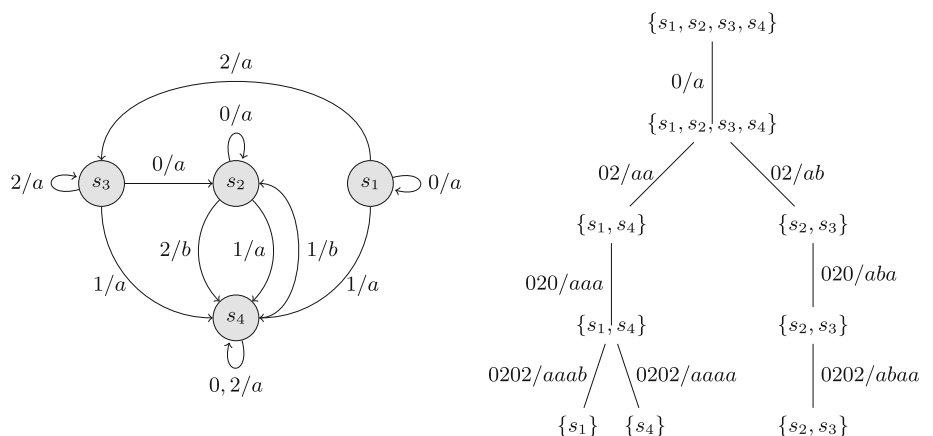 2/a
0/a
2/a
s₃
0/a
s₂
s₁
0/a
2/b
1/a
1/b
1/a
1/a
s₄
0, 2/a
{s₁, s₂, s₃, s₄}
0/a
{s₁, s₂, s₃, s₄}
02/aa
02/ab
{s₁, s₄}
{s₂, s₃}
020/aaa
020/aba
{s₁, s₄}
{s₂, s₃}
0202/aaab
0202/aaaa
0202/abaa
{s₁}
{s₄}
{s₂, s₃}